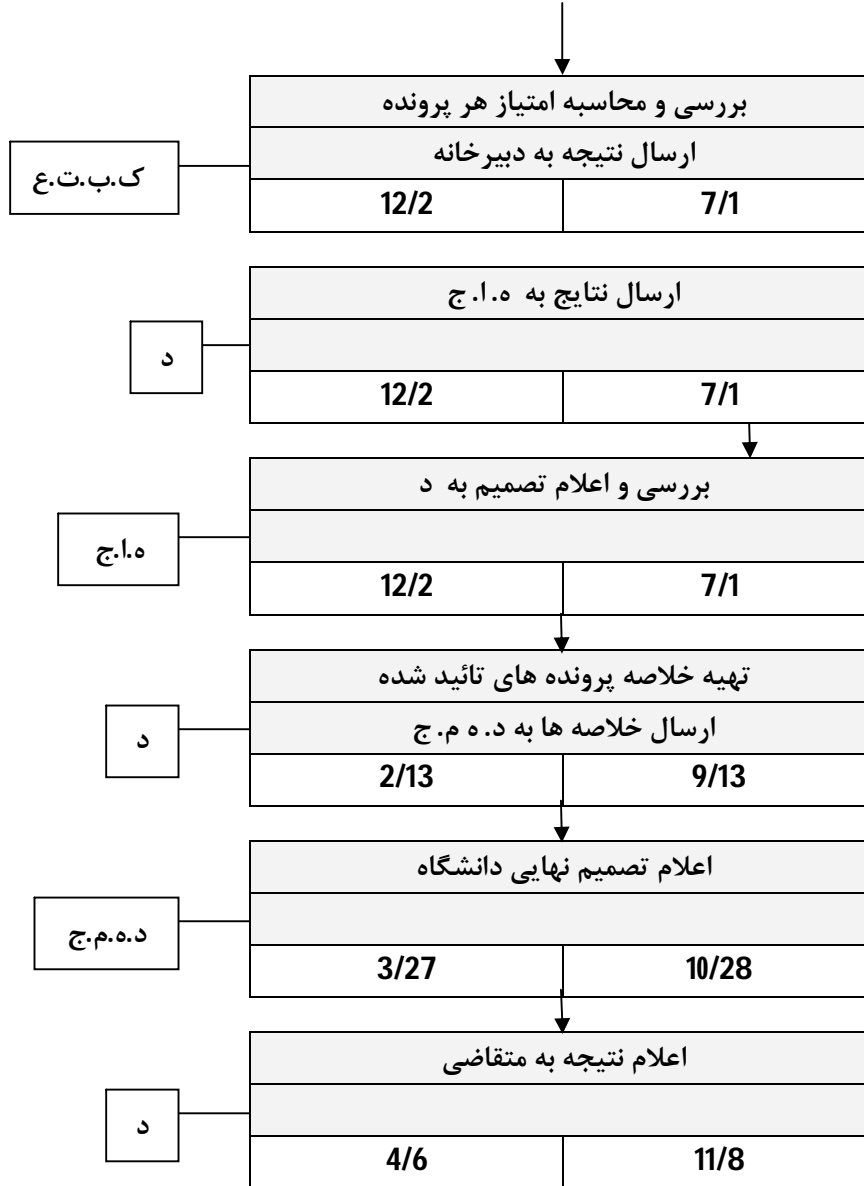 بررسی و محاسبه امتیاز هر پرونده
ارسال نتیجه به دبیرخانه
ک.ب.ت.ع
7/1
12/2
ارسال نتایج به ه.ا.ج
د
7/1
12/2
بررسی و اعلام تصمیم به د
ه.ا.ج
7/1
12/2
تهیه خلاصه پرونده های تائید شده
ارسال خلاصه ها به د.ه م.ج
د
9/13
2/13
اعلام تصمیم نهایی دانشگاه
د.ه.م.ج
10/28
3/27
اعلام نتیجه به متقاضی
د
11/8
4/6